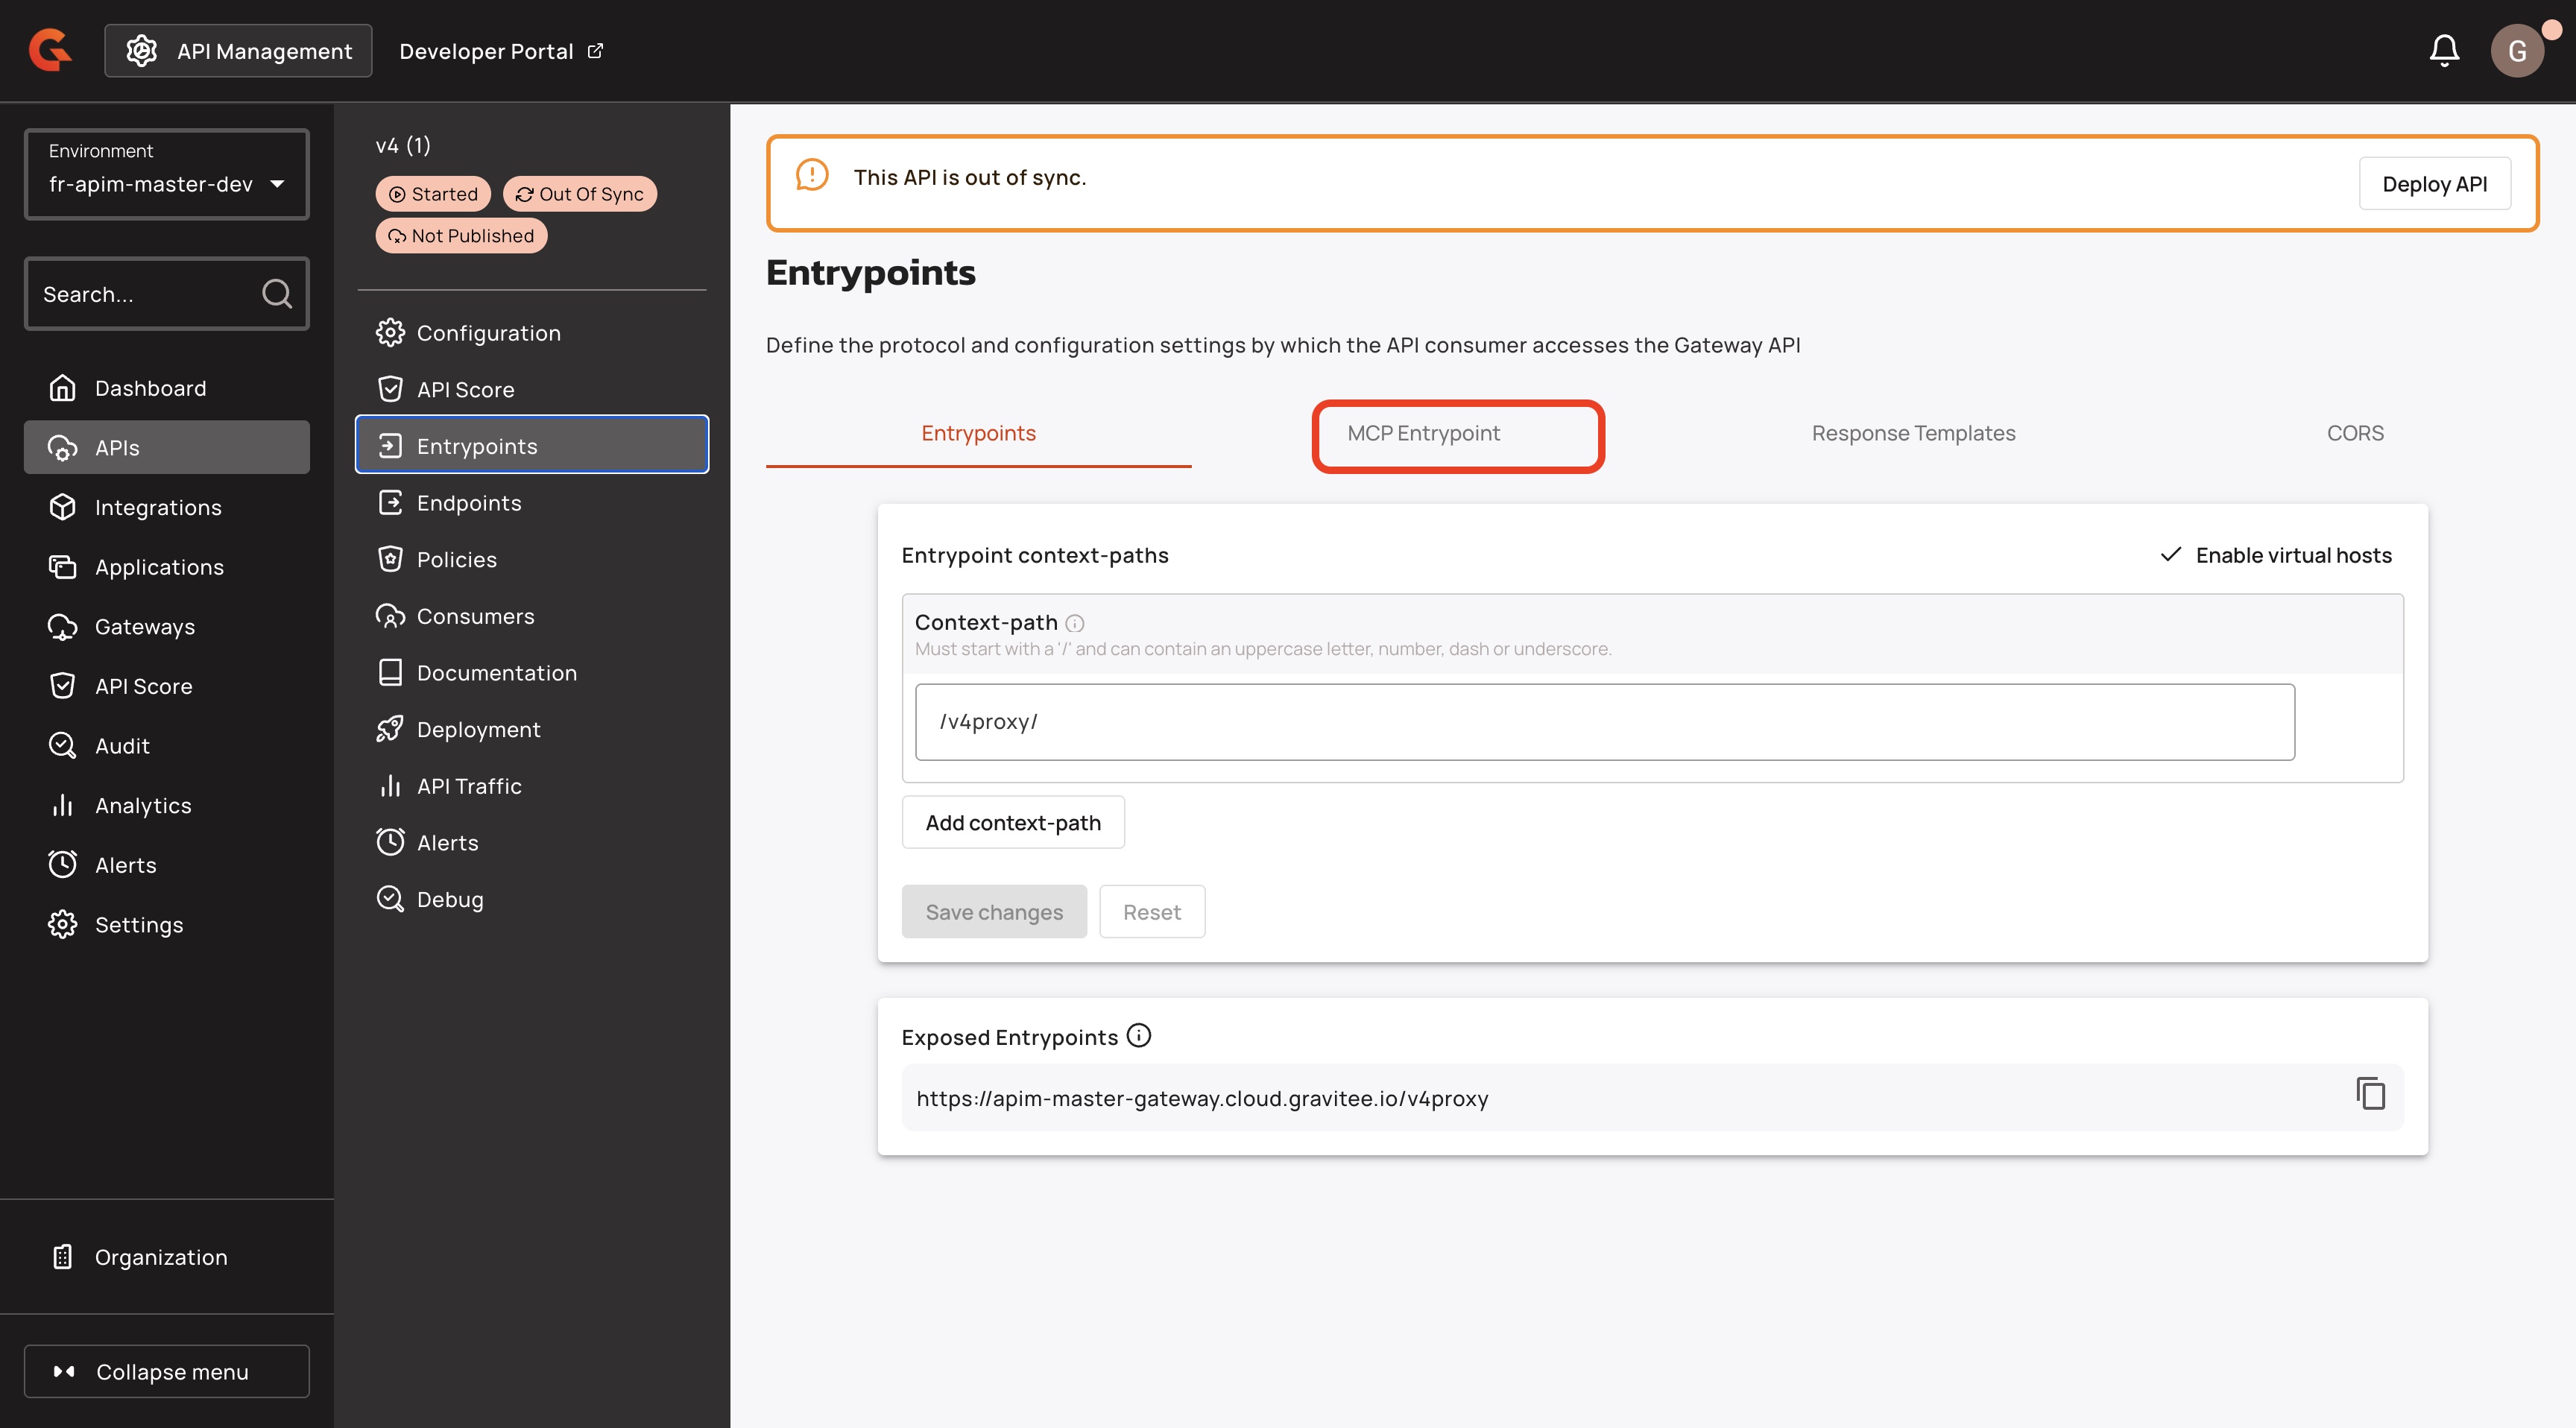 API Management
Developer Portal
G
Environment
fr-apim-master-dev
Search...
Dashboard
APIs
Integrations
Applications
Gateways
API Score
Audit
Analytics
Alerts
Settings
Organization
Collapse menu
v4 (1)
Started
Out Of Sync
Not Published
Configuration
API Score
Entrypoints
Endpoints
Policies
Consumers
Documentation
Deployment
API Traffic
Alerts
Debug
This API is out of sync.
Deploy API
Entrypoints
Define the protocol and configuration settings by which the API consumer accesses the Gateway API
Entrypoints
MCP Entrypoint
Response Templates
CORS
Entrypoint context-paths
Enable virtual hosts
Context-path
Must start with a '/' and can contain an uppercase letter, number, dash or underscore.
/v4proxy/
Add context-path
Save changes
Reset
Exposed Entrypoints
https://apim-master-gateway.cloud.gravitee.io/v4proxy